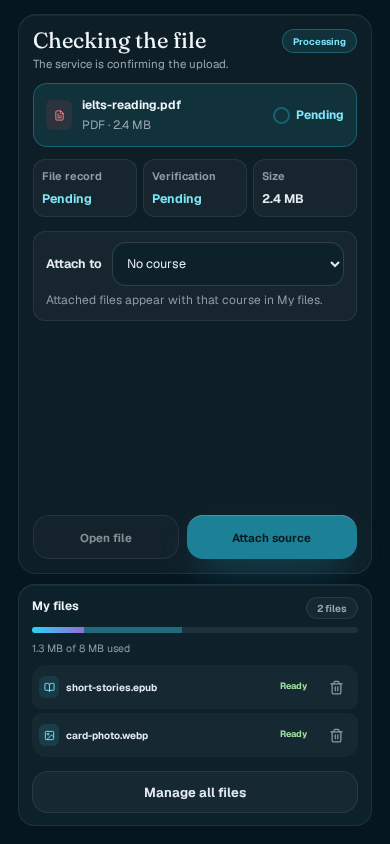 Checking the file
Processing
The service is confirming the upload.
ielts-reading.pdf
PDF · 2.4 MB
Pending
File record
Pending
Verification
Pending
Size
2.4 MB
Attach to
No course
Attached files appear with that course in My files.
Open file
Attach source
My files
2 files
1.3 MB of 8 MB used
short-stories.epub
Ready
card-photo.webp
Ready
Manage all files